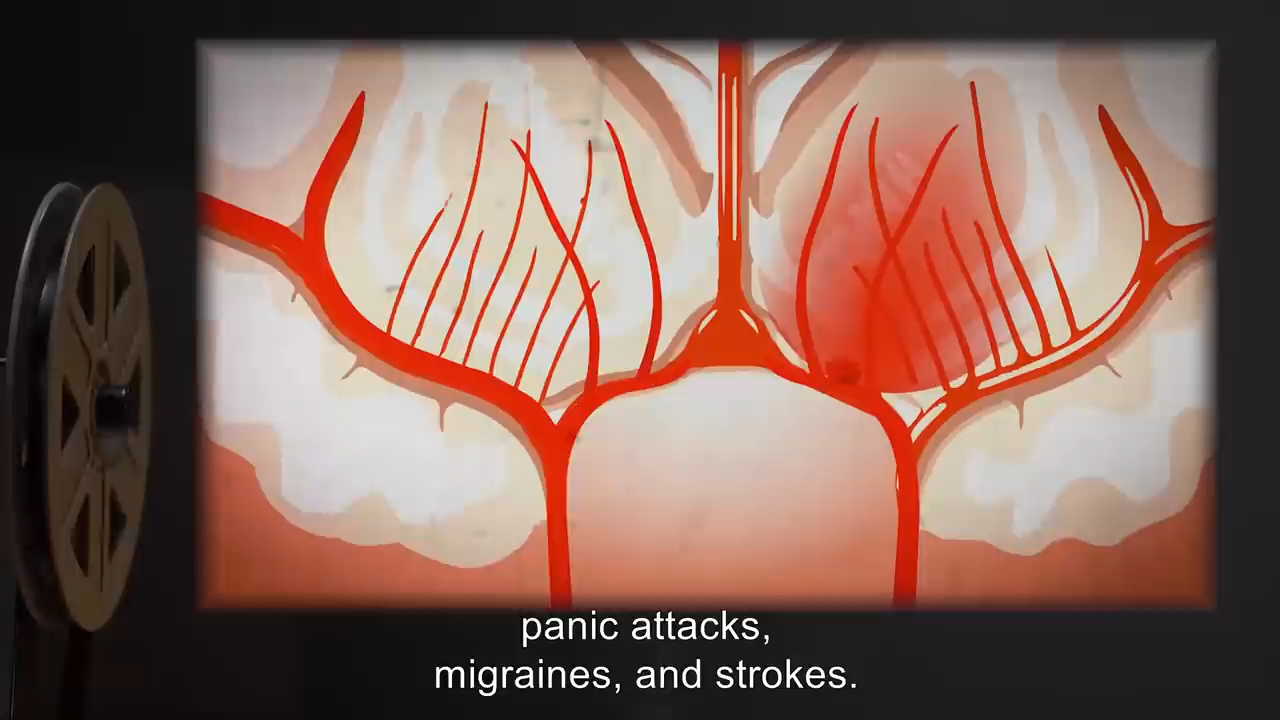 panic attacks,
migraines, and strokes.